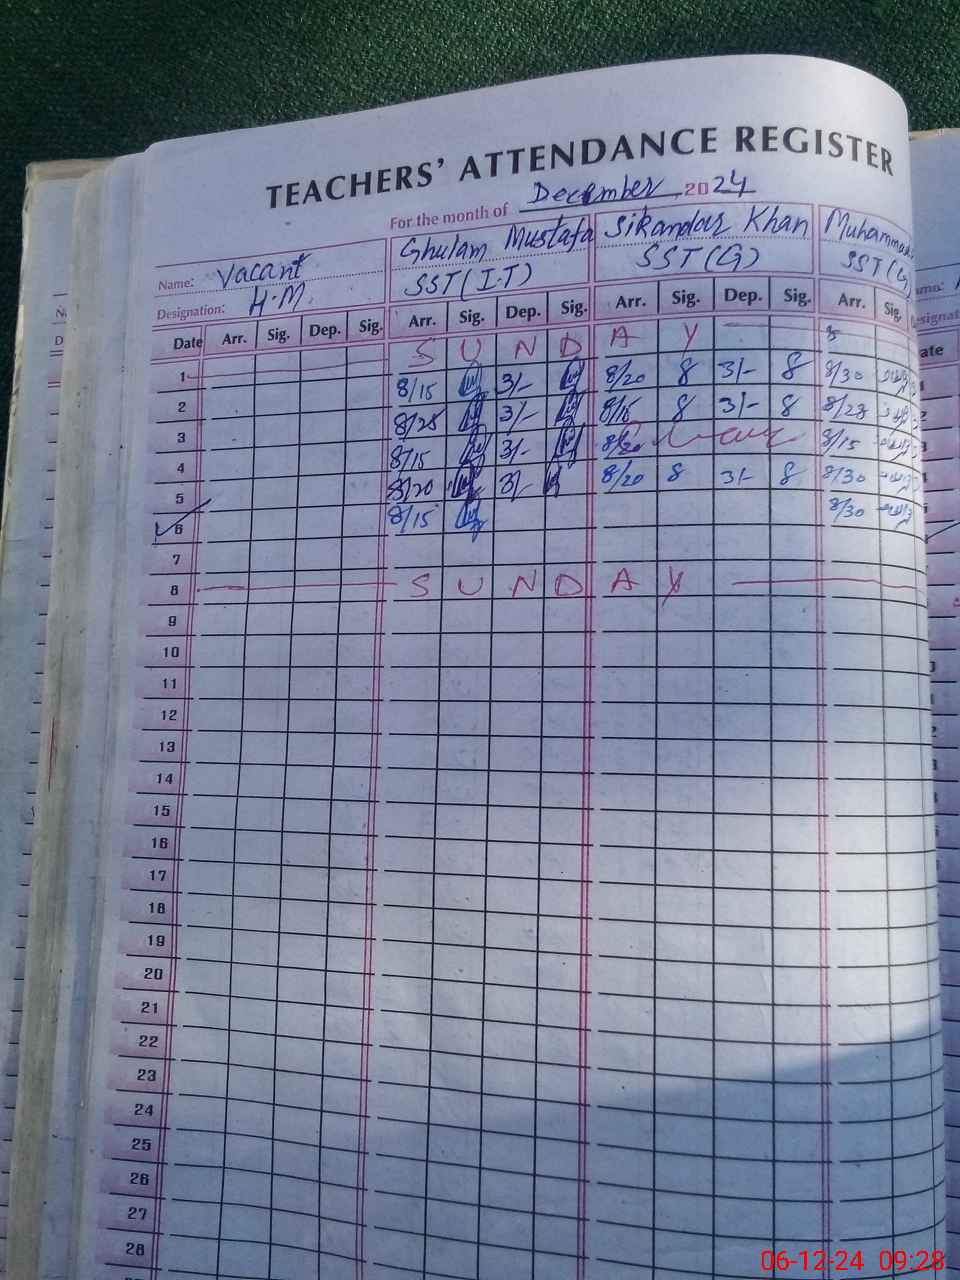 TEACHERS' ATTENDANCE REGISTER
For the month of December 2024
Name: Vacant Ghulam Mustafa Sikandar Khan
Designation: H.M SST(I.T) SST(G) SST(G)
Date Arr. Sig. Dep. Sig. Arr. Sig. Dep. Sig. Arr. Sig. Dep. Sig. Arr. Sig.
1 S U N D A Y
2 8/15 3/- 8/20 8 3/- 8 8/30
3 8/25 3/- 8/15 8 3/- 8 8/28
4 8/15 3/- 8/15
5 8/20 3/- 8/20 8 3/- 8 8/30
6 8/15 8/30
7
8 S U N D A Y
9
10
11
12
13
14
15
16
17
18
19
20
21
22
23
24
25
26
27
28
06-12-24 09:28